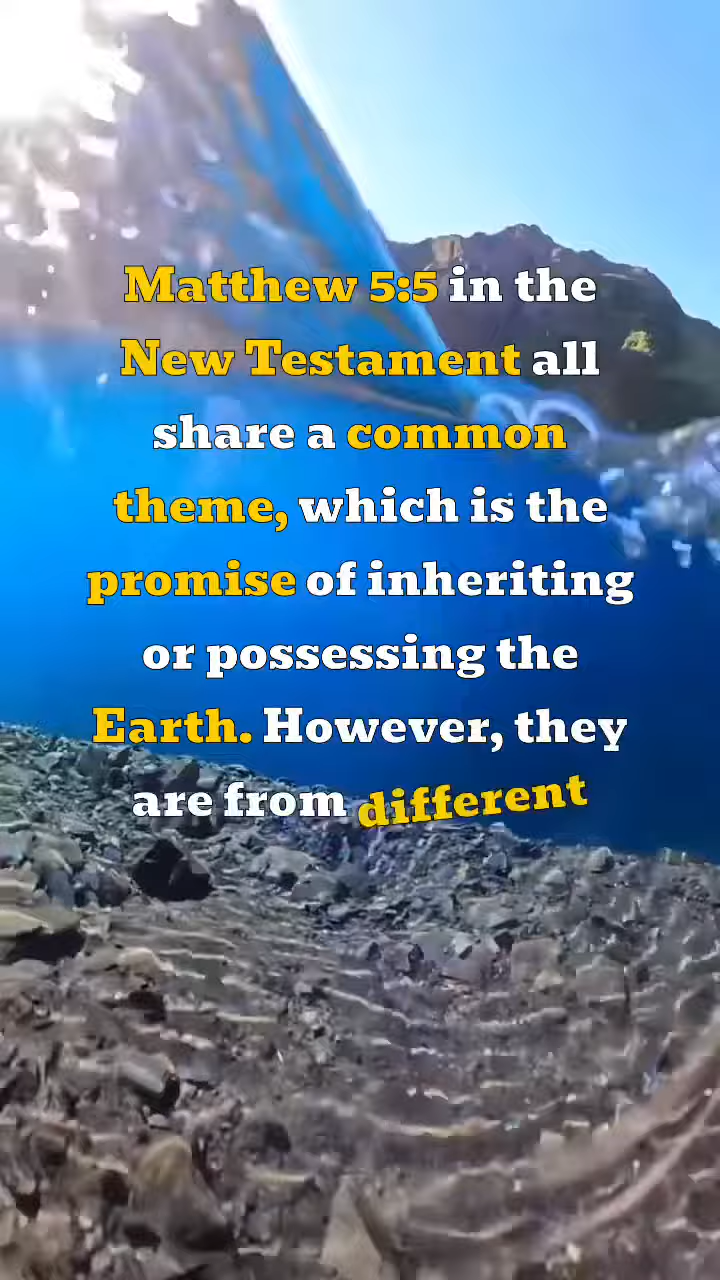 Matthew 5:5 in the
New Testament all
share a common
theme, which is the
promise of inheriting
or possessing the
Earth. However, they
are from different